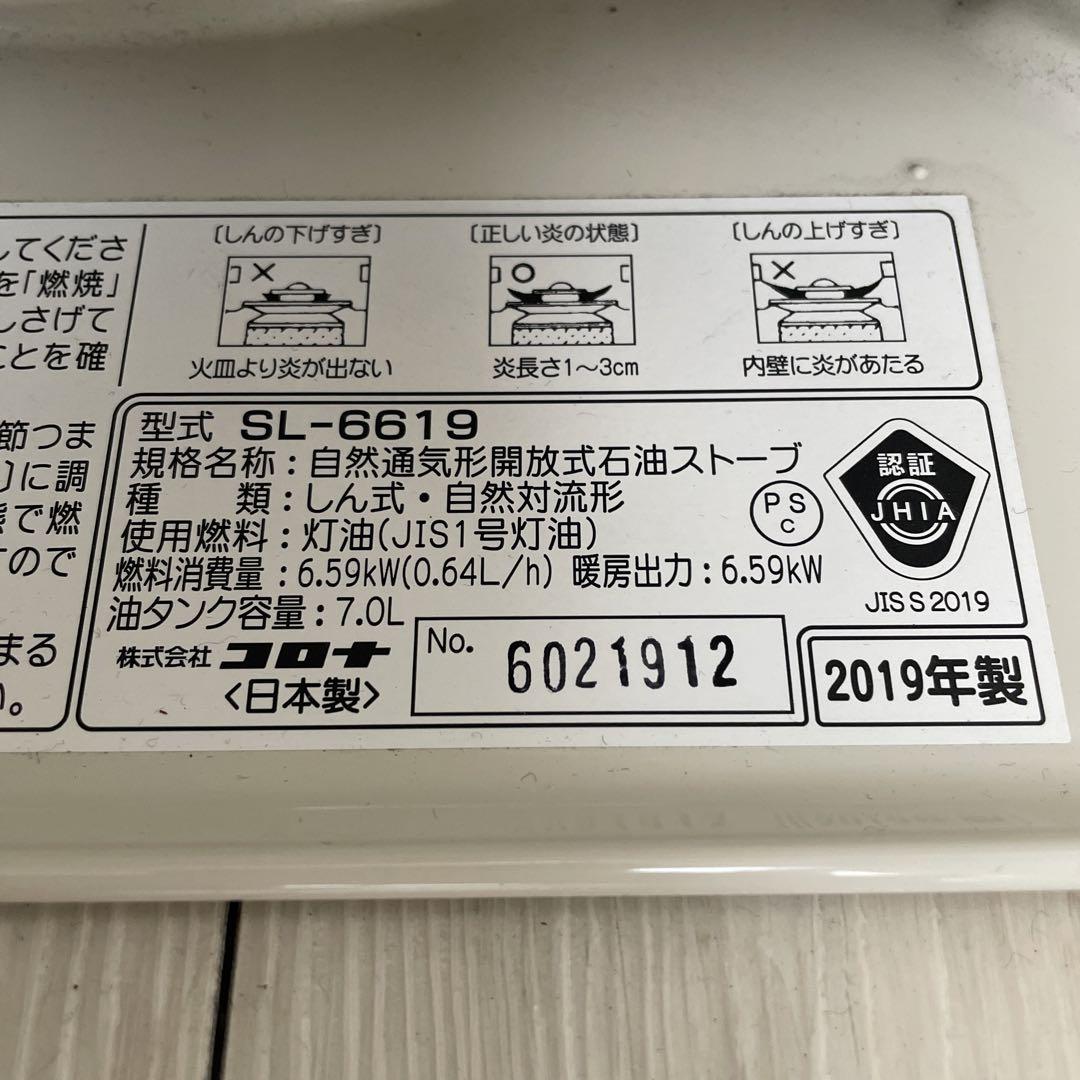 してくださ
を「燃焼」
しさげて
ことを確
節つま
りに調
態で燃
すので
まる
い。
〔しんの下げすぎ〕
火皿より炎が出ない
〔正しい炎の状態〕
炎長さ1〜3cm
〔しんの上げすぎ〕
内壁に炎があたる
型式 SL-6619
規格名称：自然通気形開放式石油ストーブ
種　類：しん式・自然対流形
使用燃料：灯油(JIS1号灯油)
燃料消費量：6.59kW(0.64L/h) 暖房出力：6.59kW
油タンク容量：7.0L
株式会社 コロナ
〈日本製〉
No. 6021912
PS
C
認証
JHIA
JIS S 2019
2019年製